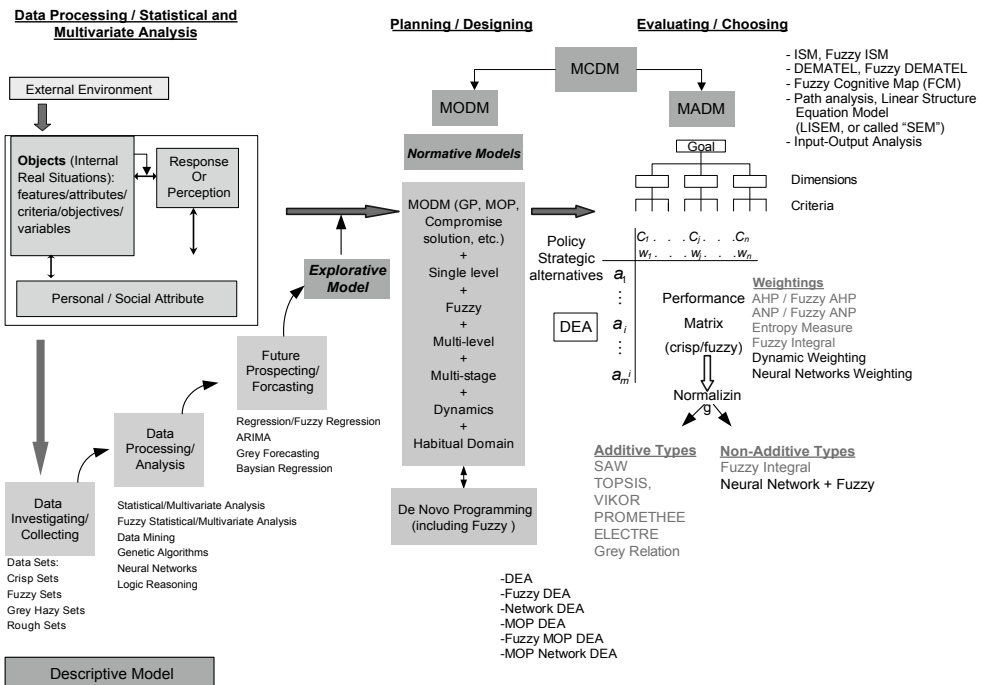 Data Processing / Statistical and
Multivariate Analysis
External Environment
Objects (Internal
Real Situations):
features/attributes/
criteria/objectives/
variables
Response
Or
Perception
Personal / Social Attribute
Data
Investigating/
Collecting
Data Sets:
Crisp Sets
Fuzzy Sets
Grey Hazy Sets
Rough Sets
Descriptive Model
Data
Processing/
Analysis
Statistical/Multivariate Analysis
Fuzzy Statistical/Multivariate Analysis
Data Mining
Genetic Algorithms
Neural Networks
Logic Reasoning
Future
Prospecting/
Forcasting
Regression/Fuzzy Regression
ARIMA
Grey Forecasting
Baysian Regression
Explorative
Model
Planning / Designing
MCDM
MODM
Normative Models
MODM (GP, MOP,
Compromise
solution, etc.)
+
Single level
+
Fuzzy
+
Multi-level
+
Multi-stage
+
Dynamics
+
Habitual Domain
De Novo Programming
(including Fuzzy )
-DEA
-Fuzzy DEA
-Network DEA
-MOP DEA
-Fuzzy MOP DEA
-MOP Network DEA
Evaluating / Choosing
MADM
- ISM, Fuzzy ISM
- DEMATEL, Fuzzy DEMATEL
- Fuzzy Cognitive Map (FCM)
- Path analysis, Linear Structure
Equation Model
(LISEM, or called “SEM”)
- Input-Output Analysis
Goal
Dimensions
Criteria
Policy
Strategic
alternatives
C1 . . . Cj . . . Cn
w1 . . . wj . . . wn
a1
⋮
DEA
ai
⋮
ami
Performance
Matrix
(crisp/fuzzy)
Normalizin
g
Weightings
AHP / Fuzzy AHP
ANP / Fuzzy ANP
Entropy Measure
Fuzzy Integral
Dynamic Weighting
Neural Networks Weighting
Additive Types
SAW
TOPSIS,
VIKOR
PROMETHEE
ELECTRE
Grey Relation
Non-Additive Types
Fuzzy Integral
Neural Network + Fuzzy